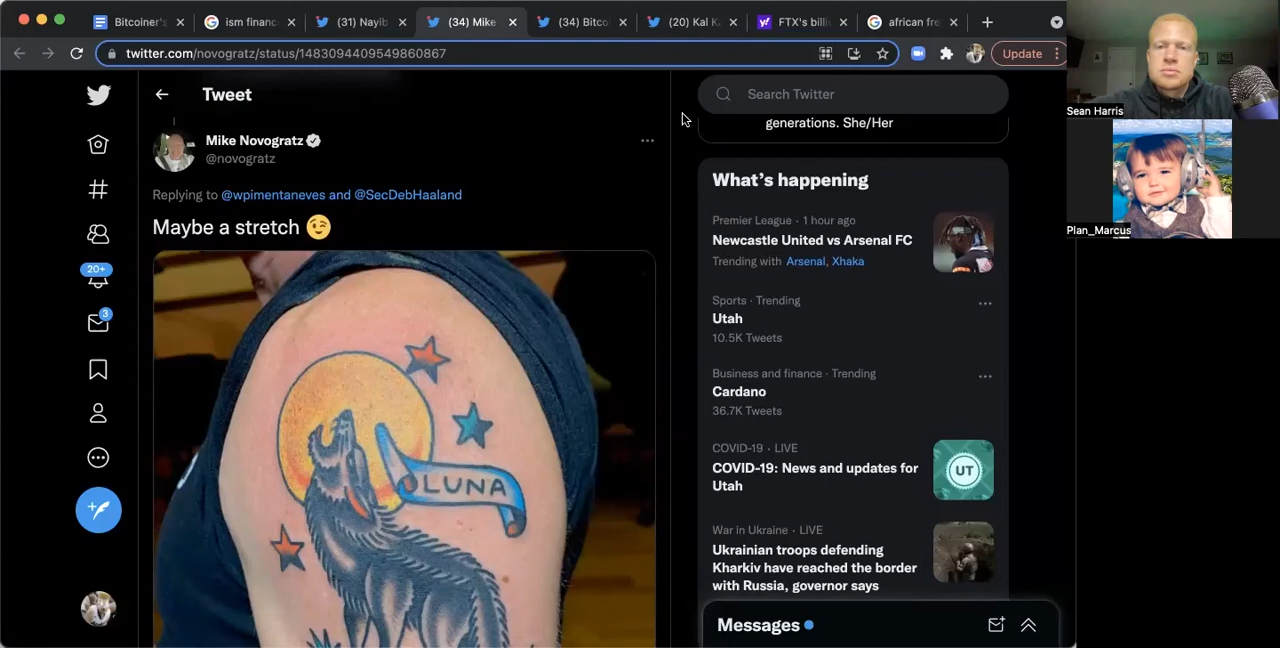 Bitcoiner's
ism financ
(31) Nayib
(34) Mike
(34) Bitco
(20) Kal K
FTX's billi
african fre
twitter.com/novogratz/status/1483094409549860867
Update
Tweet
Search Twitter
generations. She/Her
Mike Novogratz
@novogratz
Replying to @wpimentaneves and @SecDebHaaland
Maybe a stretch 😉
LUNA
20+
3
What's happening
Premier League · 1 hour ago
Newcastle United vs Arsenal FC
Trending with Arsenal, Xhaka
Sports · Trending
Utah
10.5K Tweets
Business and finance · Trending
Cardano
36.7K Tweets
COVID-19 · LIVE
COVID-19: News and updates for
Utah
UT
War in Ukraine · LIVE
Ukrainian troops defending
Kharkiv have reached the border
with Russia, governor says
Messages
Sean Harris
Plan_Marcus